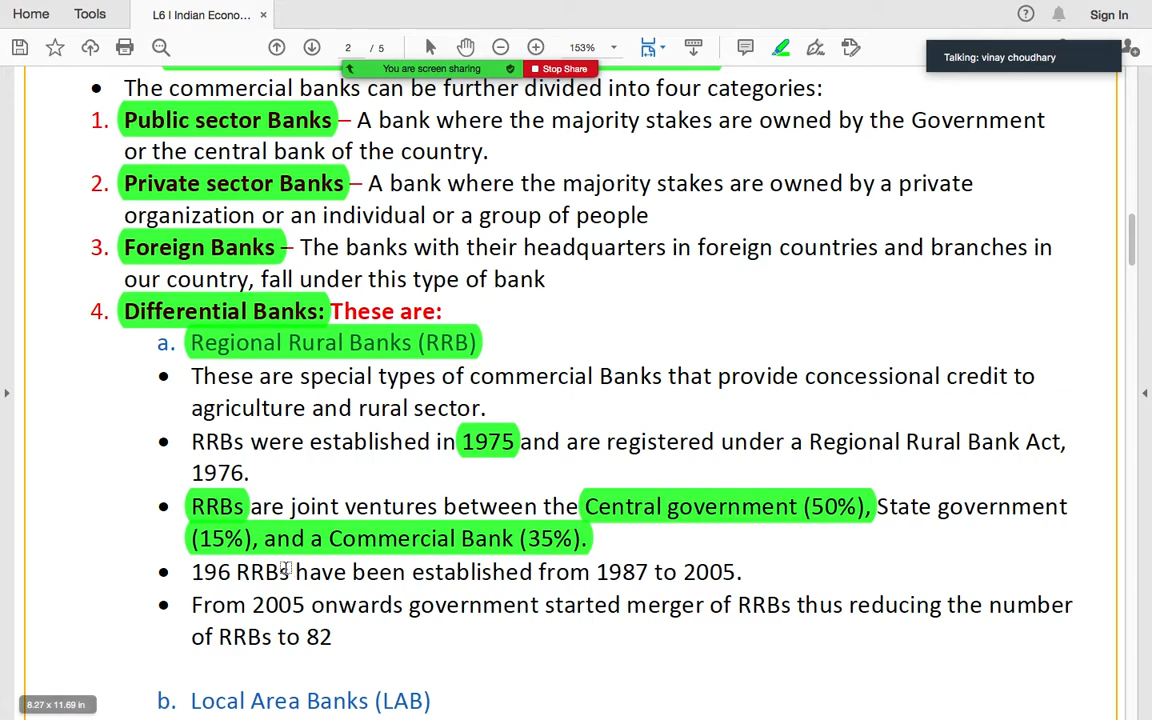 Home Tools L6 I Indian Econo... × Sign In
2 / 5 153% Talking: vinay choudhary
You are screen sharing Stop Share
• The commercial banks can be further divided into four categories:
1. Public sector Banks – A bank where the majority stakes are owned by the Government
or the central bank of the country.
2. Private sector Banks – A bank where the majority stakes are owned by a private
organization or an individual or a group of people
3. Foreign Banks – The banks with their headquarters in foreign countries and branches in
our country, fall under this type of bank
4. Differential Banks: These are:
a. Regional Rural Banks (RRB)
• These are special types of commercial Banks that provide concessional credit to
agriculture and rural sector.
• RRBs were established in 1975 and are registered under a Regional Rural Bank Act,
1976.
• RRBs are joint ventures between the Central government (50%), State government
(15%), and a Commercial Bank (35%).
• 196 RRBs have been established from 1987 to 2005.
• From 2005 onwards government started merger of RRBs thus reducing the number
of RRBs to 82
b. Local Area Banks (LAB)
8.27 x 11.69 in